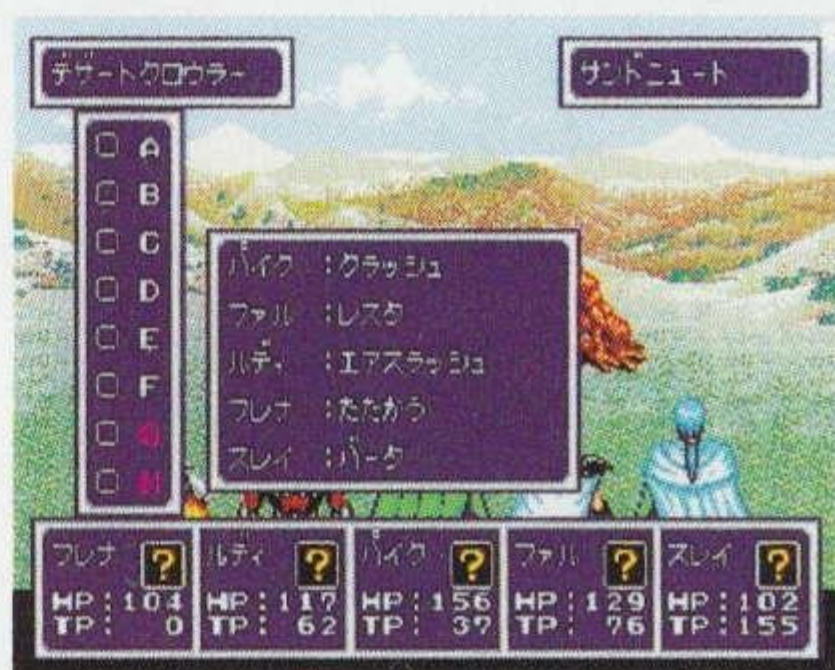 デザートクロウラー
サンドニュート
A
B
C
D
E
F
バイク :クラッシュ
ファル :レスタ
ルディ :エアスラッシュ
フレナ :たたかう
スレイ :バータ
フレナ ?
HP:104
TP: 0
ルディ ?
HP:117
TP: 62
パイク ?
HP:156
TP: 37
ファル ?
HP:129
TP: 76
スレイ ?
HP:102
TP:155